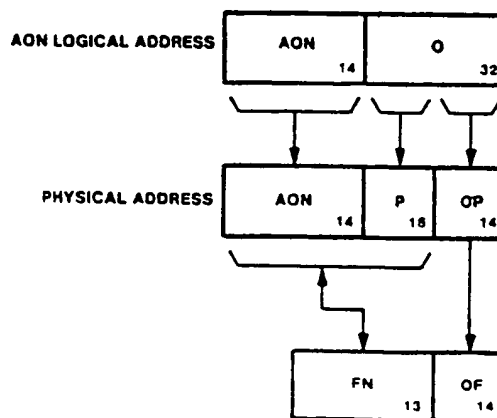 AON LOGICAL ADDRESS
AON
14
O
32
PHYSICAL ADDRESS
AON
14
P
18
OP
14
FN
13
OF
14